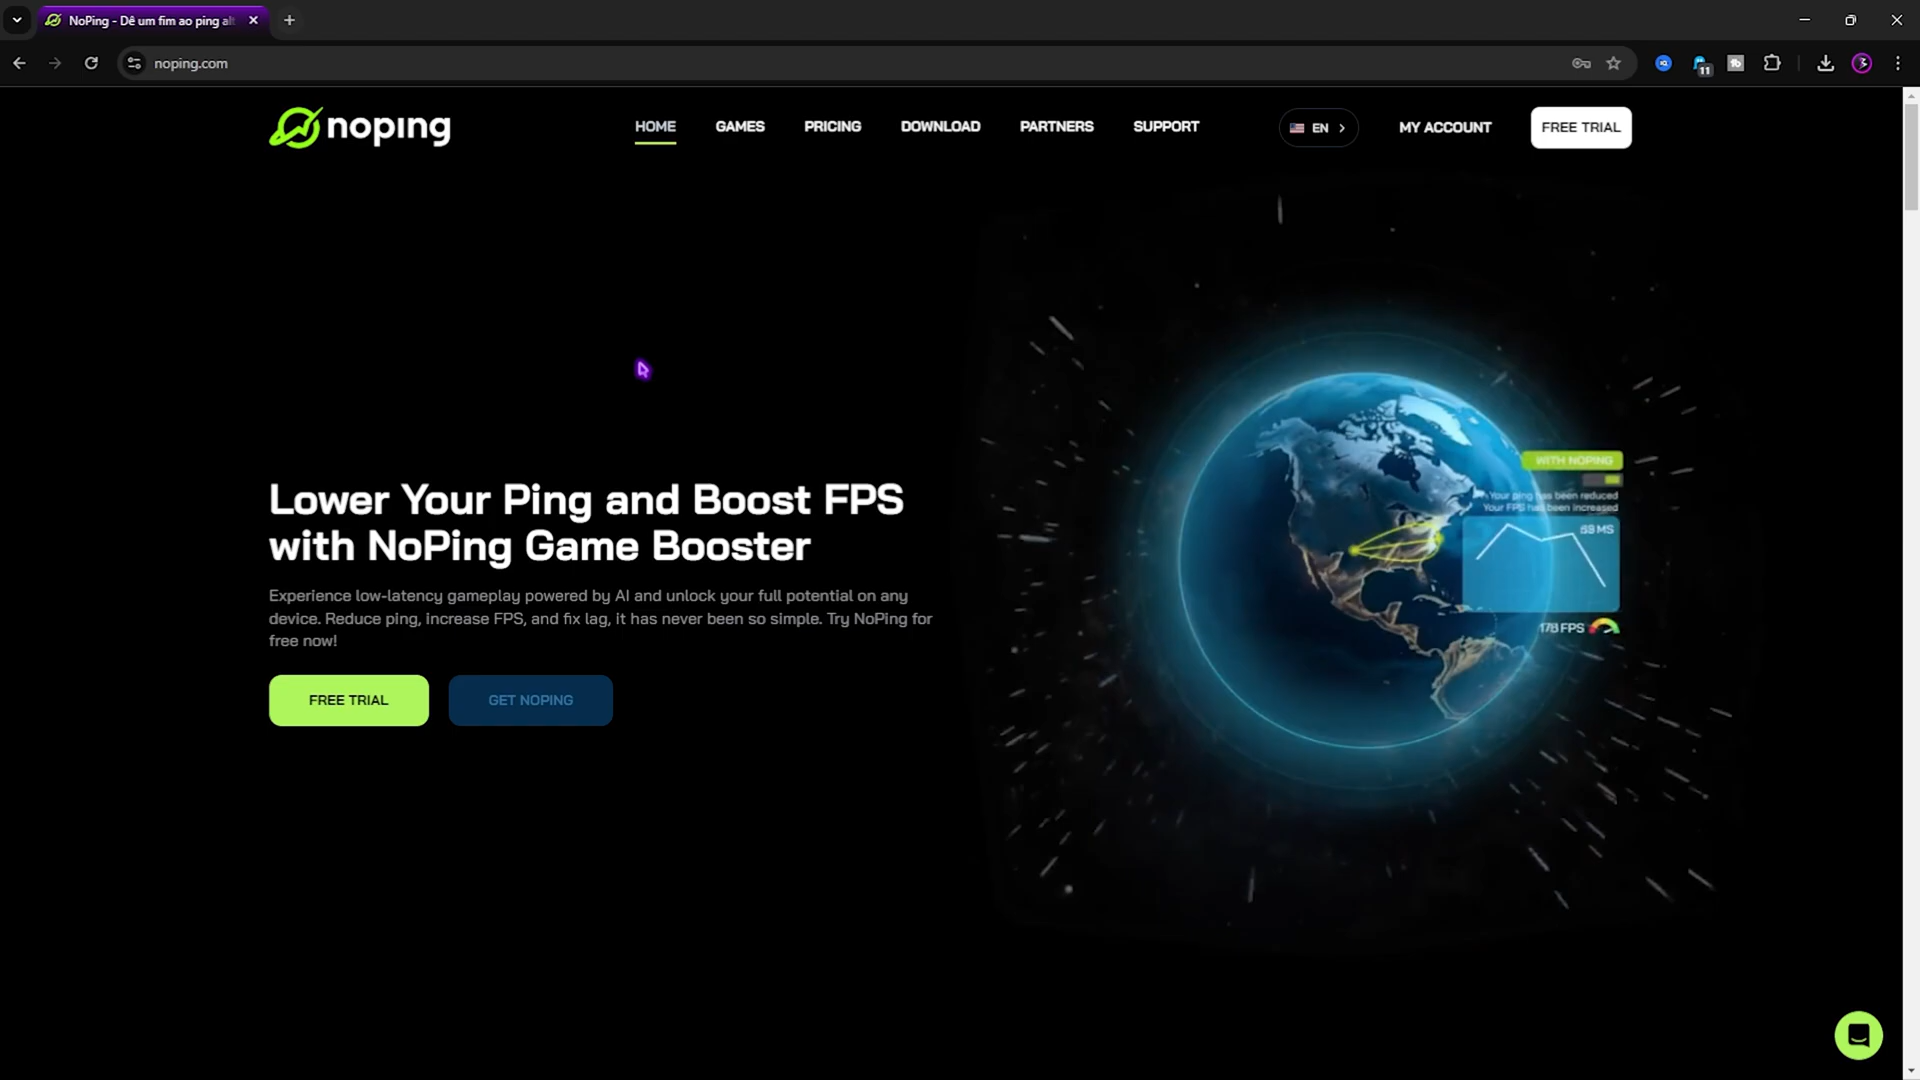 NoPing - Dê um fim ao ping alt
noping.com
11
noping
HOME
GAMES
PRICING
DOWNLOAD
PARTNERS
SUPPORT
EN
MY ACCOUNT
FREE TRIAL
WITH NOPING
Your ping has been reduced
Your FPS has been increased
Lower Your Ping and Boost FPS
with NoPing Game Booster
Experience low-latency gameplay powered by AI and unlock your full potential on any
device. Reduce ping, increase FPS, and fix lag, it has never been so simple. Try NoPing for
free now!
FREE TRIAL
GET NOPING